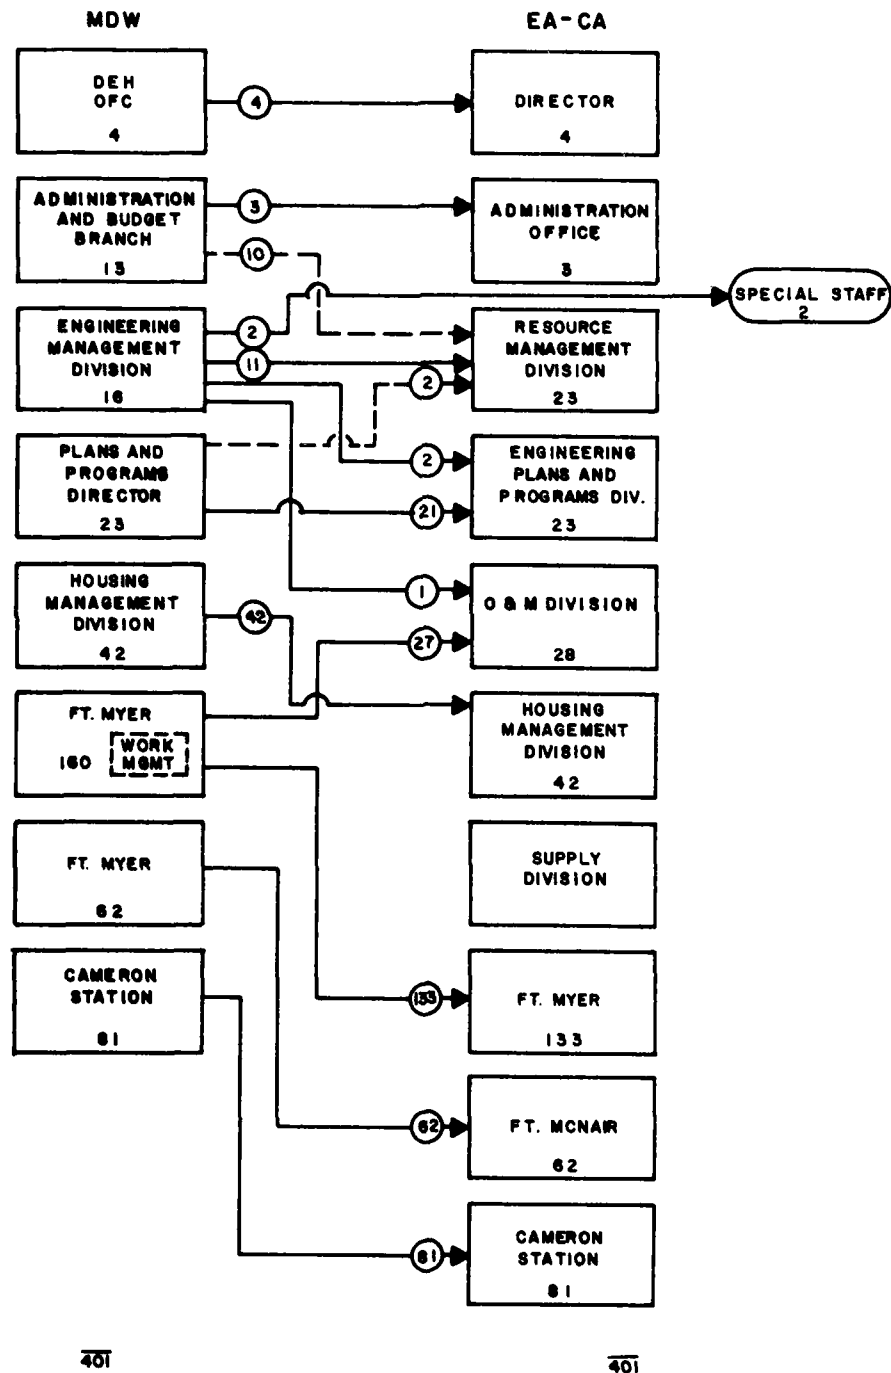 MDW
DEH
OFC
4
ADMINISTRATION
AND BUDGET
BRANCH
13
ENGINEERING
MANAGEMENT
DIVISION
16
PLANS AND
PROGRAMS
DIRECTOR
23
HOUSING
MANAGEMENT
DIVISION
42
FT. MYER
160
WORK
MGMT
FT. MYER
62
CAMERON
STATION
81
401
4
3
10
2
11
2
2
21
1
42
27
133
62
81
EA-CA
DIRECTOR
4
ADMINISTRATION
OFFICE
3
RESOURCE
MANAGEMENT
DIVISION
23
ENGINEERING
PLANS AND
PROGRAMS DIV.
23
O & M DIVISION
28
HOUSING
MANAGEMENT
DIVISION
42
SUPPLY
DIVISION
FT. MYER
133
FT. MCNAIR
62
CAMERON
STATION
81
401
SPECIAL STAFF
2